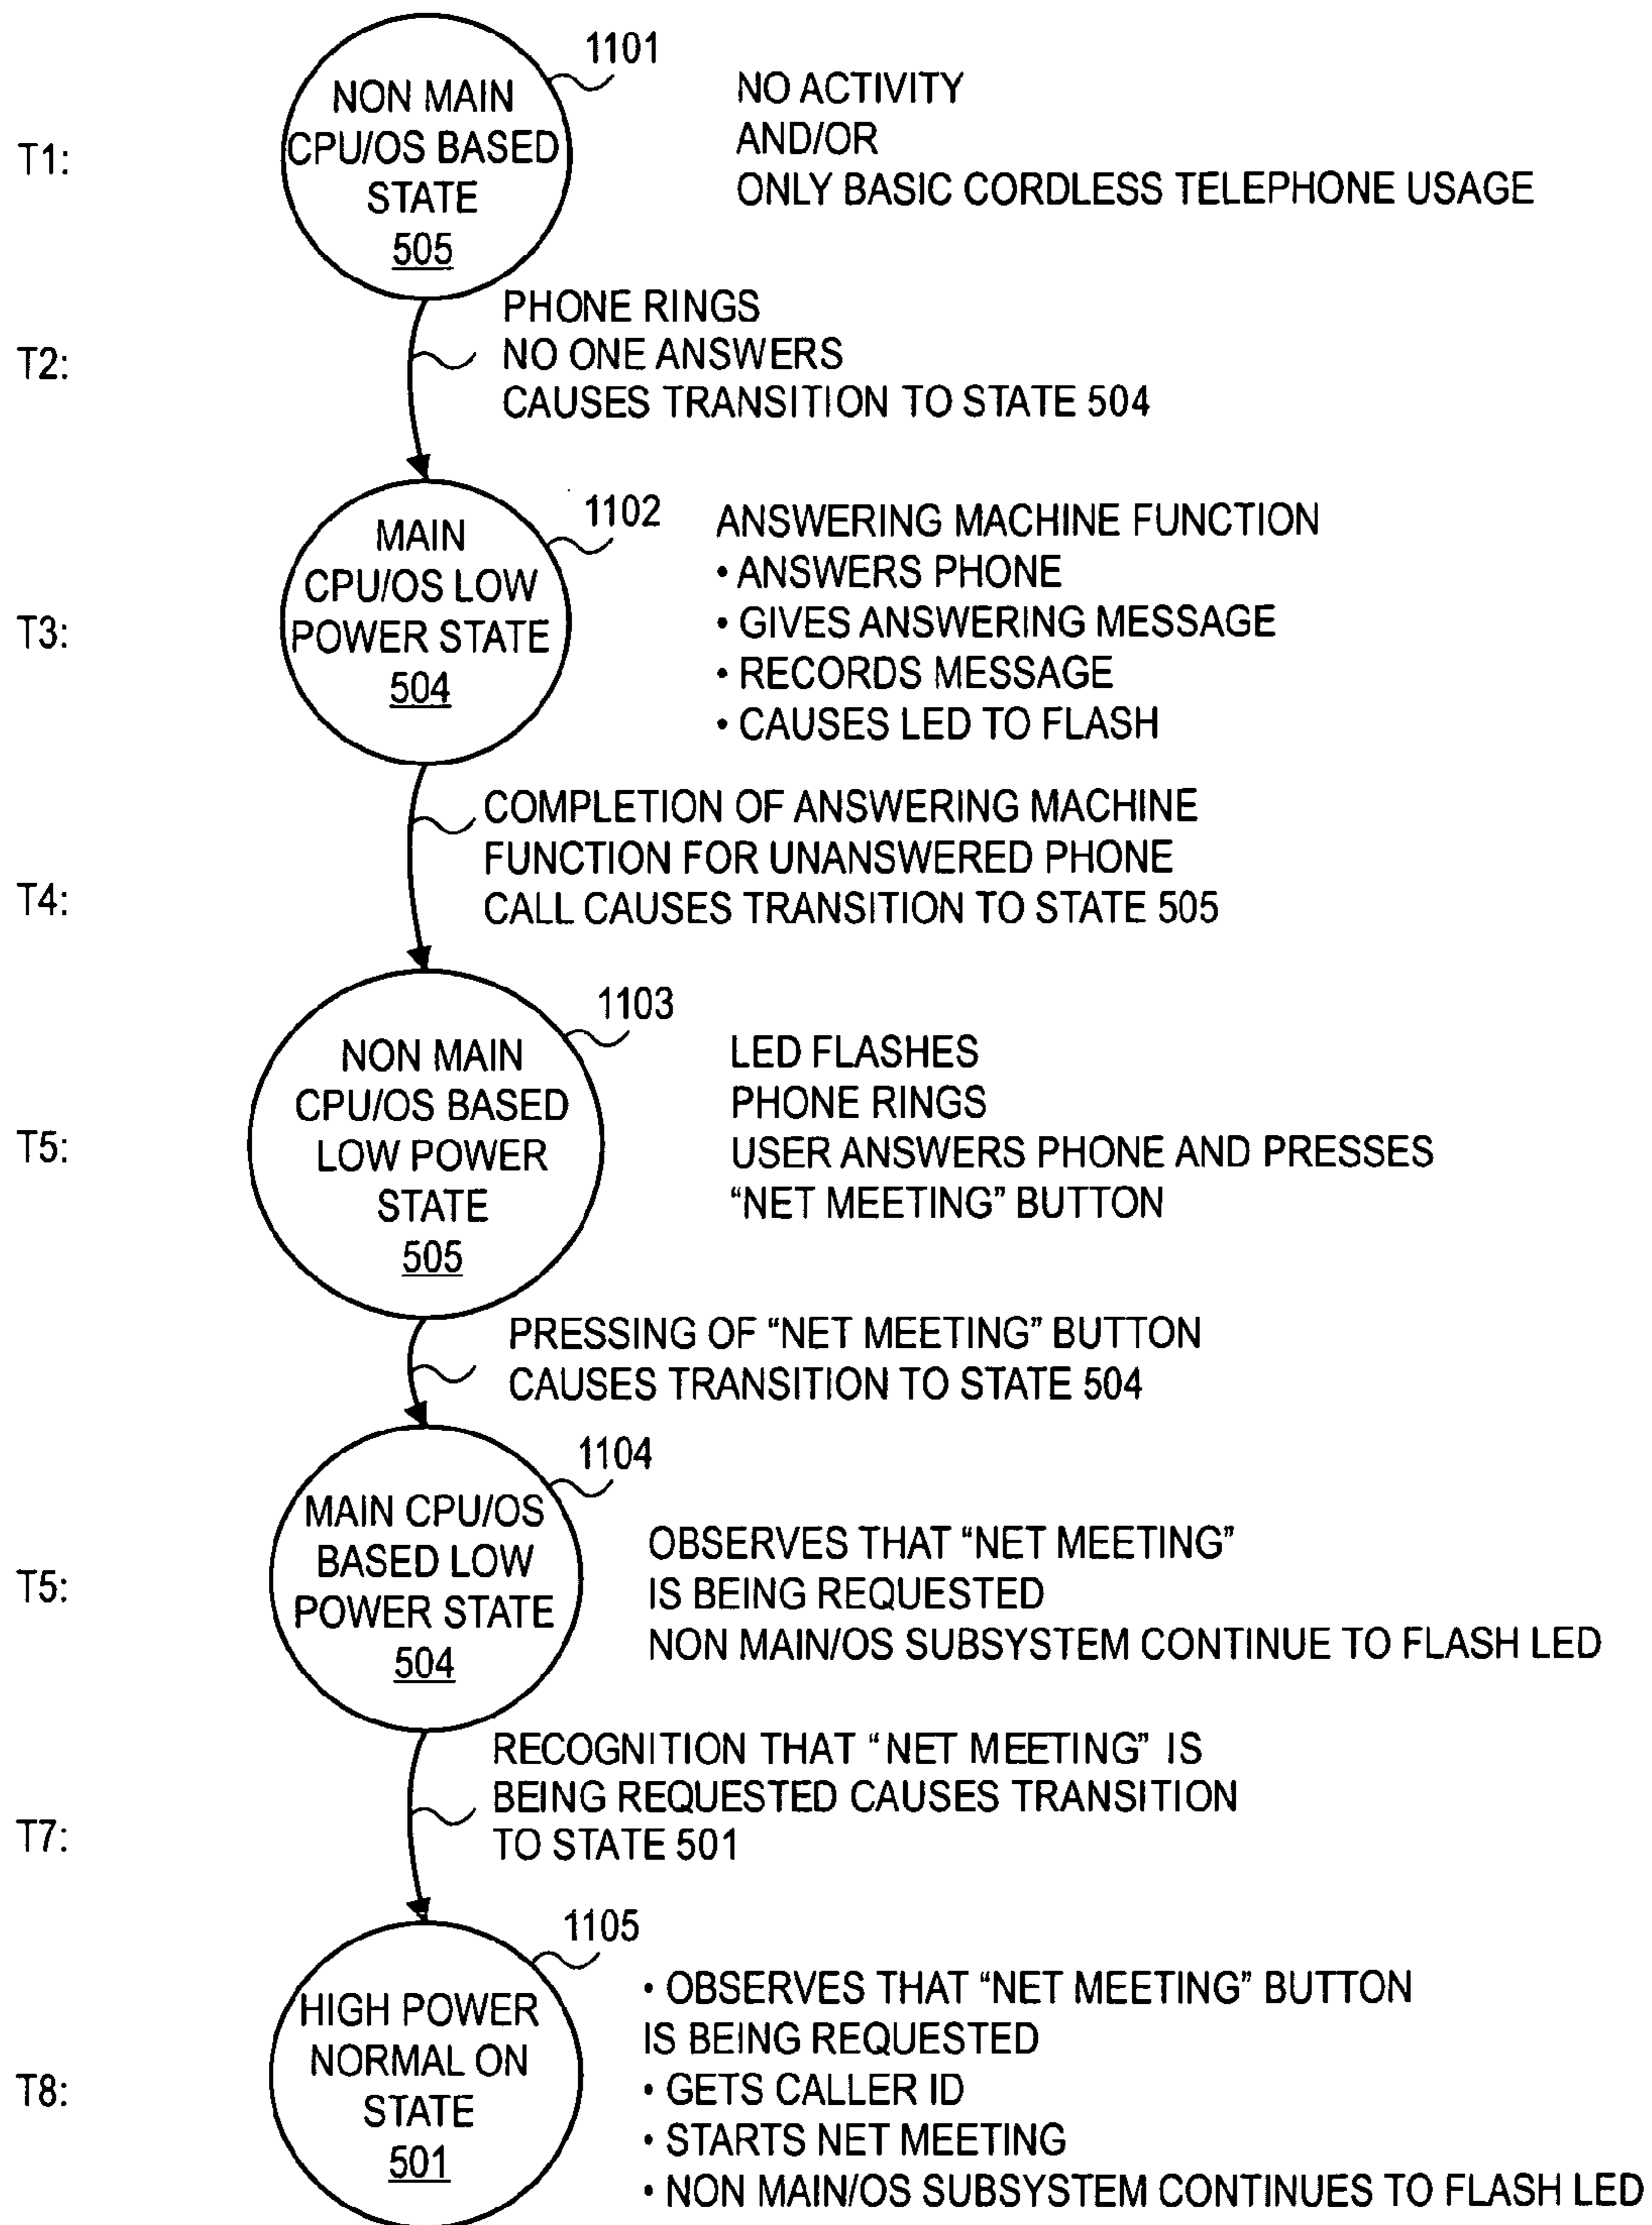 1101
NON MAIN
CPU/OS BASED
STATE
505
T1:
NO ACTIVITY
AND/OR
ONLY BASIC CORDLESS TELEPHONE USAGE
T2:
PHONE RINGS
NO ONE ANSWERS
CAUSES TRANSITION TO STATE 504
1102
MAIN
CPU/OS LOW
POWER STATE
504
T3:
ANSWERING MACHINE FUNCTION
• ANSWERS PHONE
• GIVES ANSWERING MESSAGE
• RECORDS MESSAGE
• CAUSES LED TO FLASH
T4:
COMPLETION OF ANSWERING MACHINE
FUNCTION FOR UNANSWERED PHONE
CALL CAUSES TRANSITION TO STATE 505
1103
NON MAIN
CPU/OS BASED
LOW POWER
STATE
505
T5:
LED FLASHES
PHONE RINGS
USER ANSWERS PHONE AND PRESSES
“NET MEETING” BUTTON
PRESSING OF “NET MEETING” BUTTON
CAUSES TRANSITION TO STATE 504
1104
MAIN CPU/OS
BASED LOW
POWER STATE
504
T5:
OBSERVES THAT “NET MEETING”
IS BEING REQUESTED
NON MAIN/OS SUBSYSTEM CONTINUE TO FLASH LED
T7:
RECOGNITION THAT “NET MEETING” IS
BEING REQUESTED CAUSES TRANSITION
TO STATE 501
1105
HIGH POWER
NORMAL ON
STATE
501
T8:
• OBSERVES THAT “NET MEETING” BUTTON
IS BEING REQUESTED
• GETS CALLER ID
• STARTS NET MEETING
• NON MAIN/OS SUBSYSTEM CONTINUES TO FLASH LED